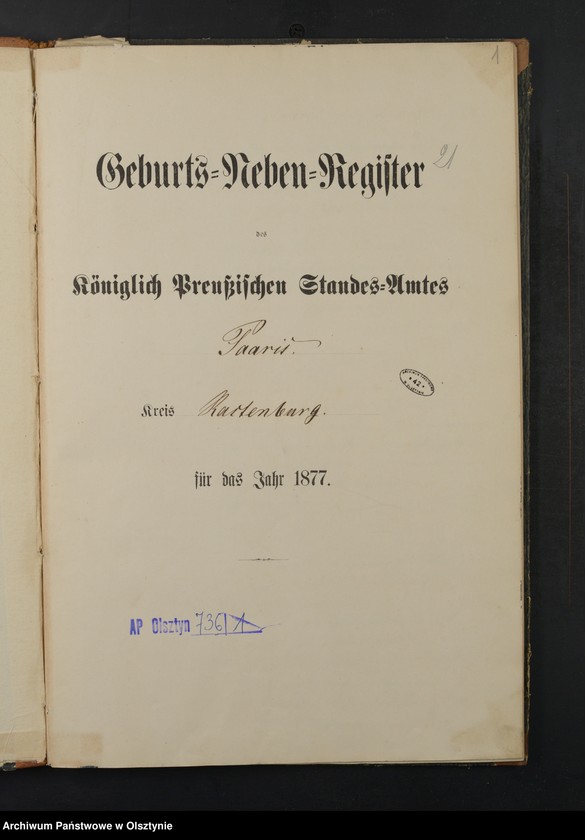 1
21
Geburts=Neben=Register
des
Königlich Preußischen Standes=Amtes
Paaris.
Kreis Rastenburg.
für das Jahr 1877.
* 42 *
AP Olsztyn 736/1
Archiwum Państwowe w Olsztynie